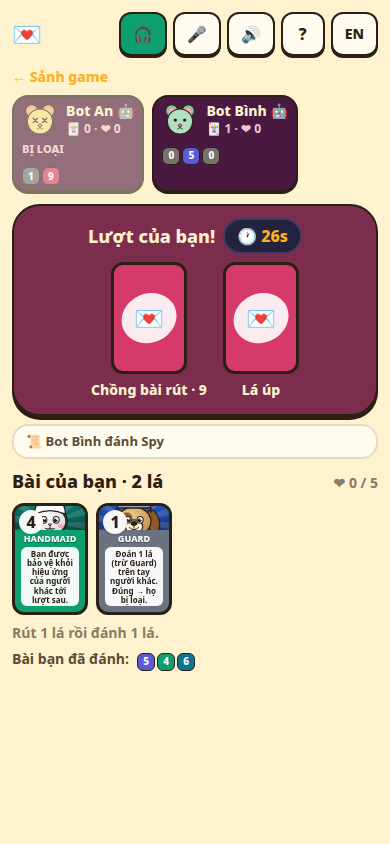 ?
EN
← Sảnh game
Bot An 🤖
🃏 0 · ❤ 0
BỊ LOẠI
1 9
Bot Bình 🤖
🃏 1 · ❤ 0
0 5 0
Lượt của bạn!
🕐 26s
Chồng bài rút · 9
Lá úp
📜 Bot Bình đánh Spy
Bài của bạn · 2 lá
❤ 0 / 5
4
HANDMAID
Bạn được
bảo vệ khỏi
hiệu ứng
của người
khác tới
lượt sau.
1
GUARD
Đoán 1 lá
(trừ Guard)
trên tay
người khác.
Đúng → họ
bị loại.
Rút 1 lá rồi đánh 1 lá.
Bài bạn đã đánh: 5 4 6